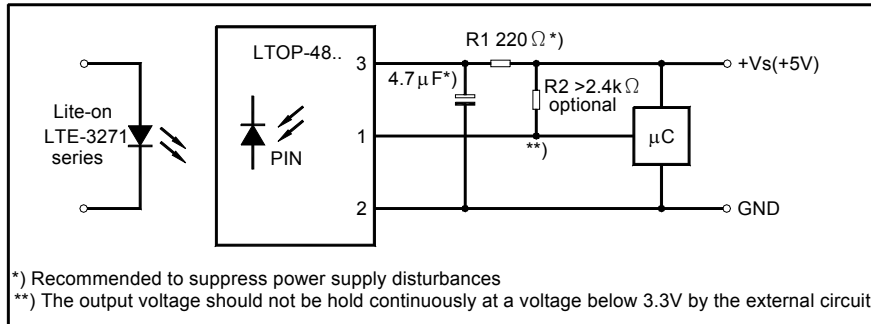 LTOP-48..
3
R1 220 Ω *)
+Vs(+5V)
4.7 μ F*)
R2 >2.4k Ω
optional
Lite-on
LTE-3271
series
PIN
1
**)
μC
2
GND
*) Recommended to suppress power supply disturbances
**) The output voltage should not be hold continuously at a voltage below 3.3V by the external circuit